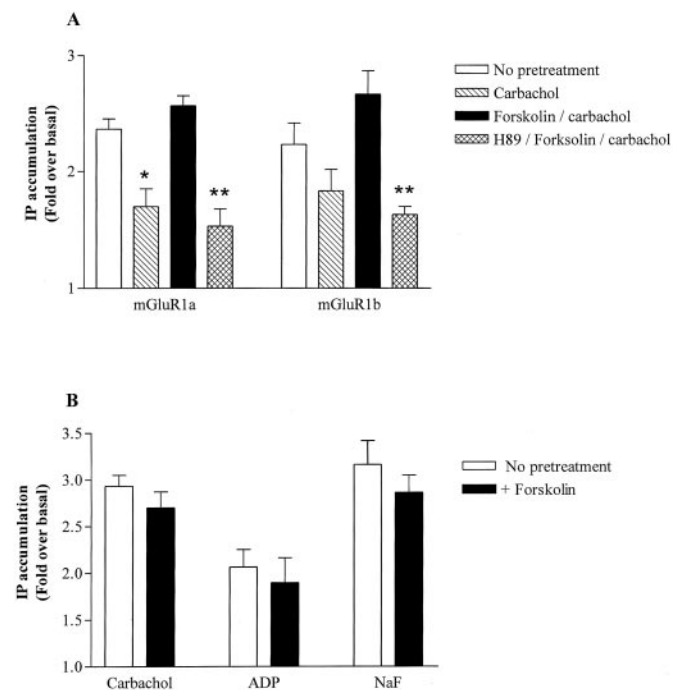 A
3
2
1
IP accumulation
(Fold over basal)
*
**
**
mGluR1a
mGluR1b
No pretreatment
Carbachol
Forskolin / carbachol
H89 / Forksolin / carbachol
B
3.5
3.0
2.5
2.0
1.5
1.0
IP accumulation
(Fold over basal)
Carbachol
ADP
NaF
No pretreatment
+ Forskolin